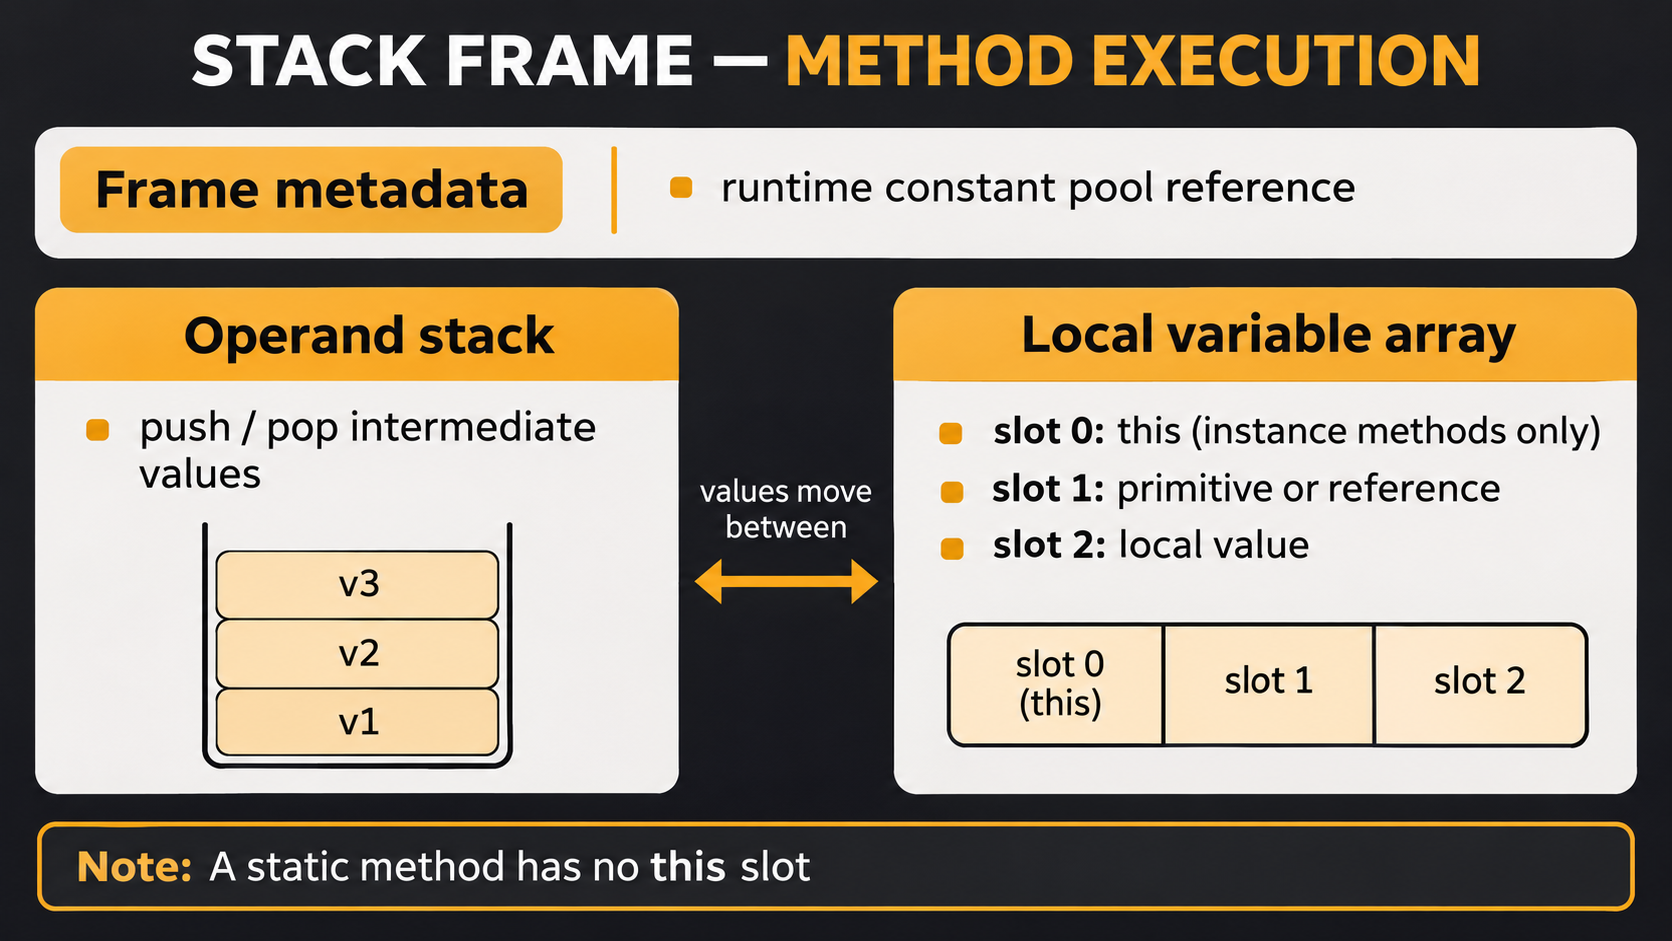 STACK FRAME — METHOD EXECUTION
Frame metadata
runtime constant pool reference
Operand stack
push / pop intermediate
values
v3
v2
v1
values move
between
Local variable array
slot 0: this (instance methods only)
slot 1: primitive or reference
slot 2: local value
slot 0
(this)
slot 1
slot 2
Note: A static method has no this slot